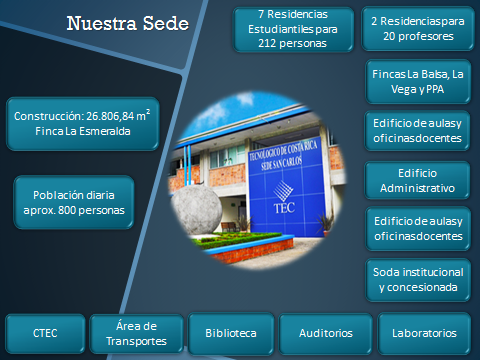 Nuestra Sede
7 Residencias
Estudiantiles para
212 personas
2 Residencias para
20 profesores
Fincas La Balsa, La
Vega y PPA
Construcción: 26.806,84 m²
Finca La Esmeralda
Edificio de aulas y
oficinas docentes
TECNOLOGICO DE COSTA RICA
SEDE SAN CARLOS
TEC
Edificio
Administrativo
Población diaria
aprox. 800 personas
Edificio de aulas y
oficinas docentes
Soda institucional
y concesionada
CTEC
Área de
Transportes
Biblioteca
Auditorios
Laboratorios